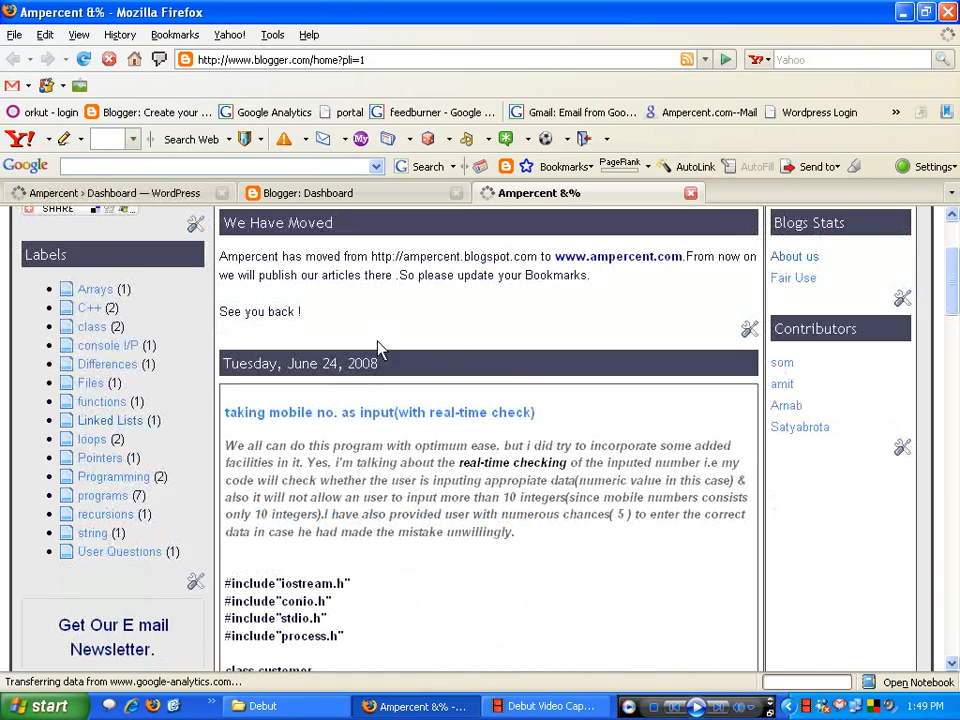 Ampercent &% - Mozilla Firefox
File Edit View History Bookmarks Yahoo! Tools Help
http://www.blogger.com/home?pli=1
Yahoo
orkut - login Blogger: Create your ... Google Analytics portal feedburner - Google ... Gmail: Email from Goo... Ampercent.com--Mail Wordpress Login »
Y! Search Web My
Google Search Bookmarks PageRank AutoLink AutoFill Send to Settings
Ampercent › Dashboard — WordPress Blogger: Dashboard Ampercent &%
SHARE
Labels
Arrays (1)
C++ (2)
class (2)
console I/P (1)
Differences (1)
Files (1)
functions (1)
Linked Lists (1)
loops (2)
Pointers (1)
Programming (2)
programs (7)
recursions (1)
string (1)
User Questions (1)
Get Our E mail
Newsletter.
We Have Moved
Ampercent has moved from http://ampercent.blogspot.com to www.ampercent.com.From now on
we will publish our articles there .So please update your Bookmarks.
See you back !
Tuesday, June 24, 2008
taking mobile no. as input(with real-time check)
We all can do this program with optimum ease, but i did try to incorporate some added
facilities in it. Yes, i'm talking about the real-time checking of the inputed number i.e my
code will check whether the user is inputing appropiate data(numeric value in this case) &
also it will not allow an user to input more than 10 integers(since mobile numbers consists
only 10 integers).I have also provided user with numerous chances( 5 ) to enter the correct
data in case he had made the mistake unwillingly.
#include"iostream.h"
#include"conio.h"
#include"stdio.h"
#include"process.h"
class customer
Blogs Stats
About us
Fair Use
Contributors
som
amit
Arnab
Satyabrota
Transferring data from www.google-analytics.com... Open Notebook
start » Debut Ampercent &% -... Debut Video Cap... 1:49 PM